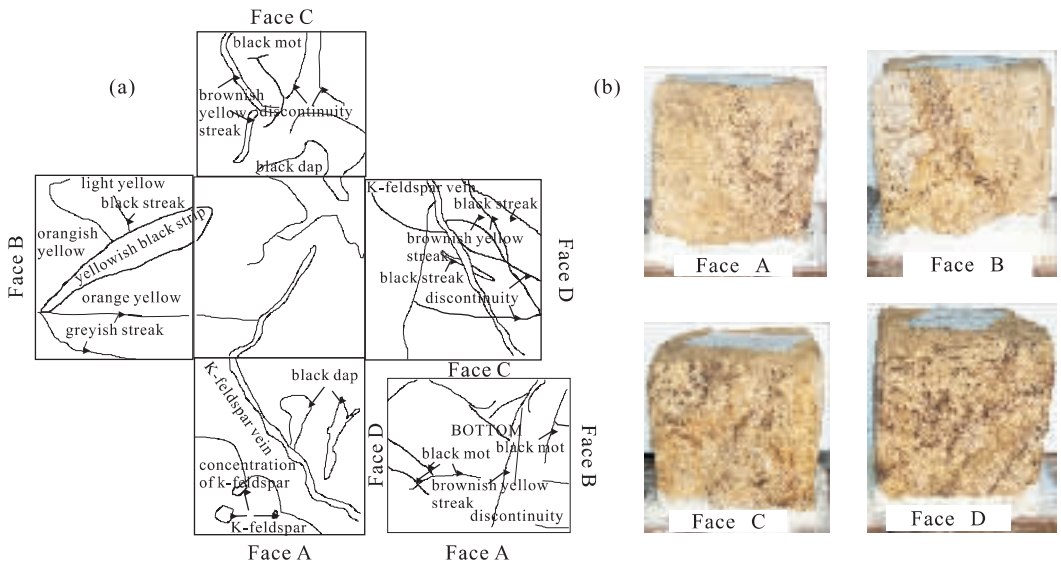 Face C
(a)
black mot
brownish
yellow
streak
discontinuity
black dap
Face B
light yellow
black streak
orangish
yellow
yellowish black strip
orange yellow
greyish streak
K-feldspar vein
black streak
brownish yellow
streak
black streak
discontinuity
Face D
K-feldspar vein
black dap
concentration
of k-feldspar
K-feldspar
Face A
Face C
Face D
BOTTOM
black mot
black mot
brownish yellow
streak
discontinuity
Face B
Face A
(b)
Face A
Face B
Face C
Face D